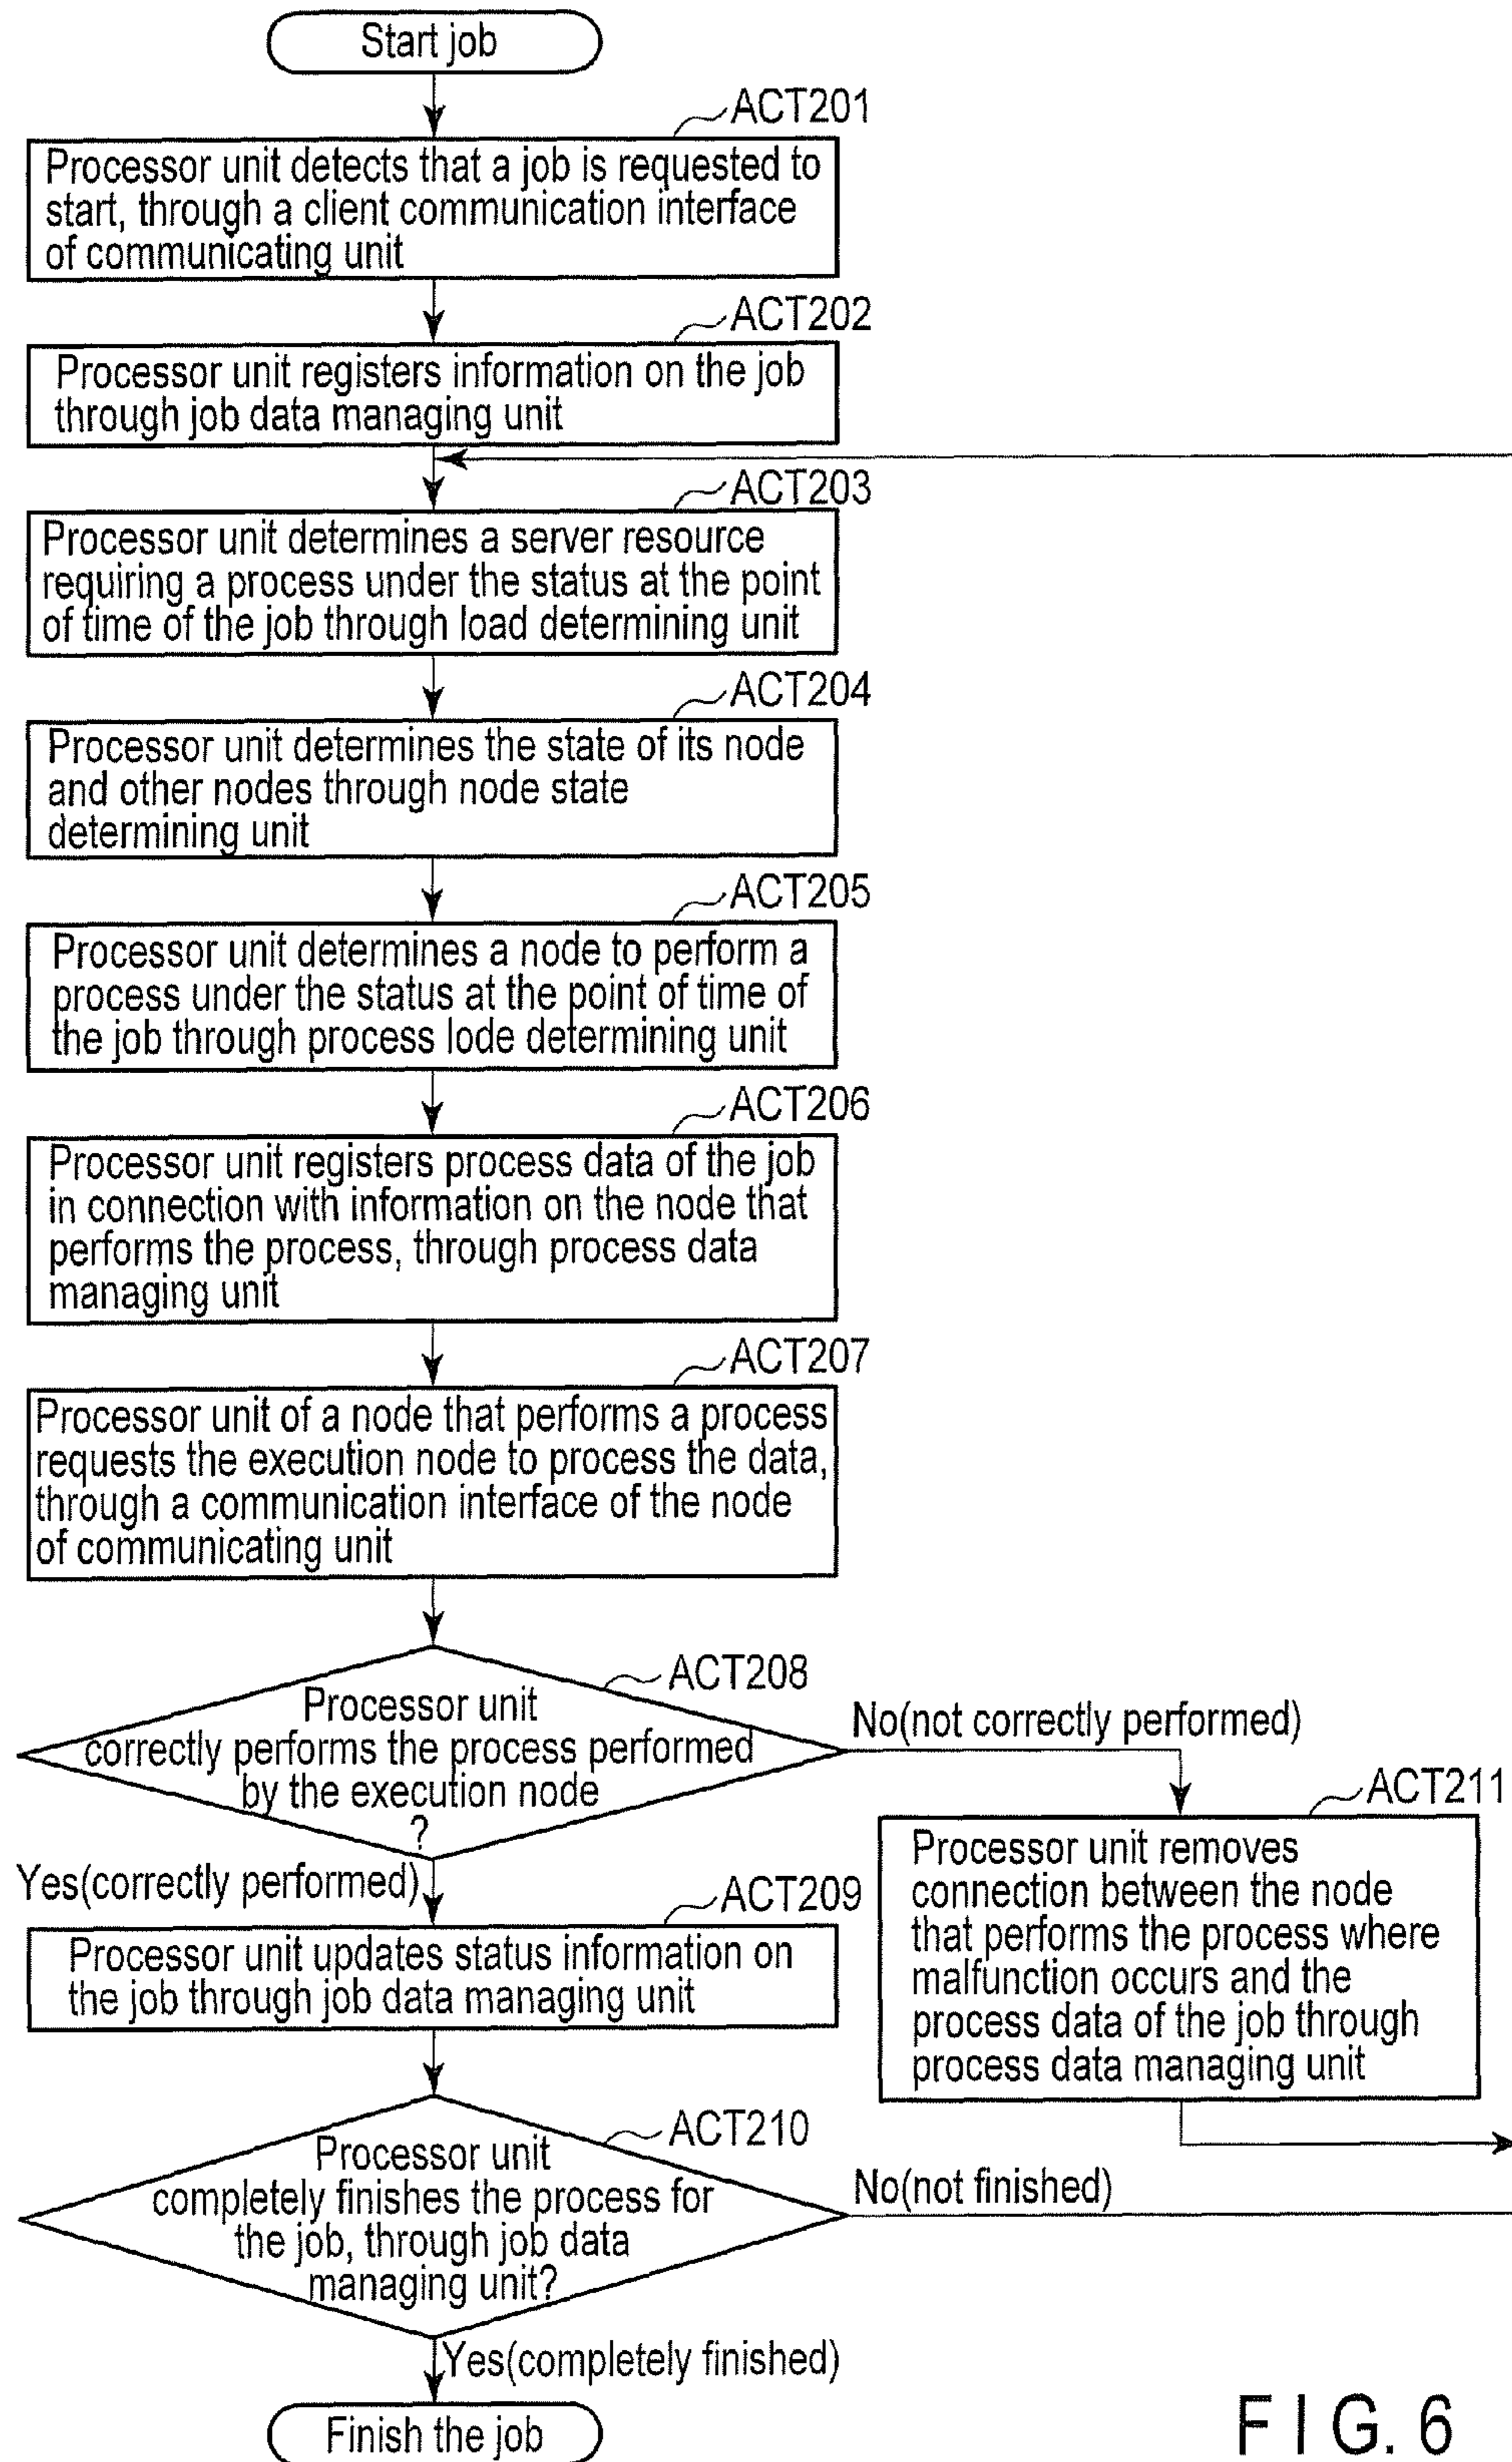 Start job
ACT201
Processor unit detects that a job is requested to
start, through a client communication interface
of communicating unit
ACT202
Processor unit registers information on the job
through job data managing unit
ACT203
Processor unit determines a server resource
requiring a process under the status at the point
of time of the job through load determining unit
ACT204
Processor unit determines the state of its node
and other nodes through node state
determining unit
ACT205
Processor unit determines a node to perform a
process under the status at the point of time of
the job through process lode determining unit
ACT206
Processor unit registers process data of the job
in connection with information on the node that
performs the process, through process data
managing unit
ACT207
Processor unit of a node that performs a process
requests the execution node to process the data,
through a communication interface of the node
of communicating unit
ACT208
Processor unit
correctly performs the process performed
by the execution node
?
No(not correctly performed)
Yes(correctly performed)
ACT211
Processor unit removes
connection between the node
that performs the process where
malfunction occurs and the
process data of the job through
process data managing unit
ACT209
Processor unit updates status information on
the job through job data managing unit
ACT210
Processor unit
completely finishes the process for
the job, through job data
managing unit?
No(not finished)
Yes(completely finished)
Finish the job
F I G. 6